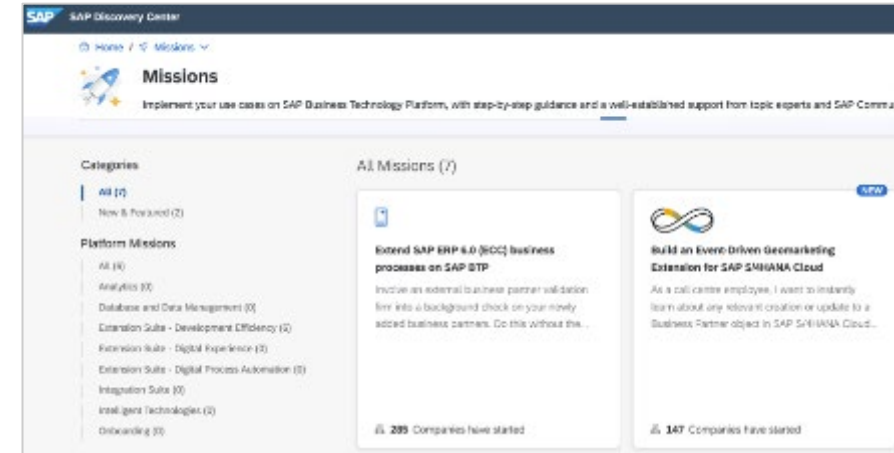 SAP SAP Discovery Center
Home / Missions
Missions
Implement your use cases on SAP Business Technology Platform, with step-by-step guidance and a well-established support from topic experts and SAP Commu
Categories
All (7)
New & Featured (2)
Platform Missions
All
Analytics (0)
Database and Data Management (0)
Extension Suite - Development Efficiency
Extension Suite - Digital Experience
Extension Suite - Digital Process Automation (0)
Integration Suite (0)
Intelligent Technologies
Onboarding (0)
All Missions (7)
Extend SAP ERP 6.0 (ECC) business
processes on SAP BTP
Involve an external business partner validation
firm into a background check on your newly
added business partners. Do this without the...
285 Companies have started
NEW
Build an Event-Driven Geomarketing
Extension for SAP S/4HANA Cloud
As a call centre employee, I want to instantly
learn about any relevant creation or update to a
Business Partner object in SAP S/4HANA Cloud...
147 Companies have started